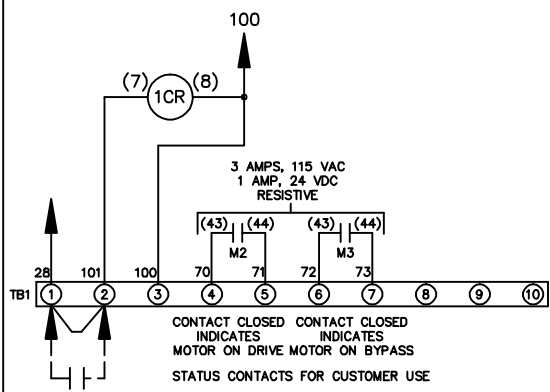 100
(7) 1CR (8)
3 AMPS, 115 VAC
1 AMP, 24 VDC
RESISTIVE
(43) (44) (43) (44)
M2 M3
28 101 100 70 71 72 73
TB1 1 2 3 4 5 6 7 8 9 10
CONTACT CLOSED CONTACT CLOSED
INDICATES INDICATES
MOTOR ON DRIVE MOTOR ON BYPASS
STATUS CONTACTS FOR CUSTOMER USE